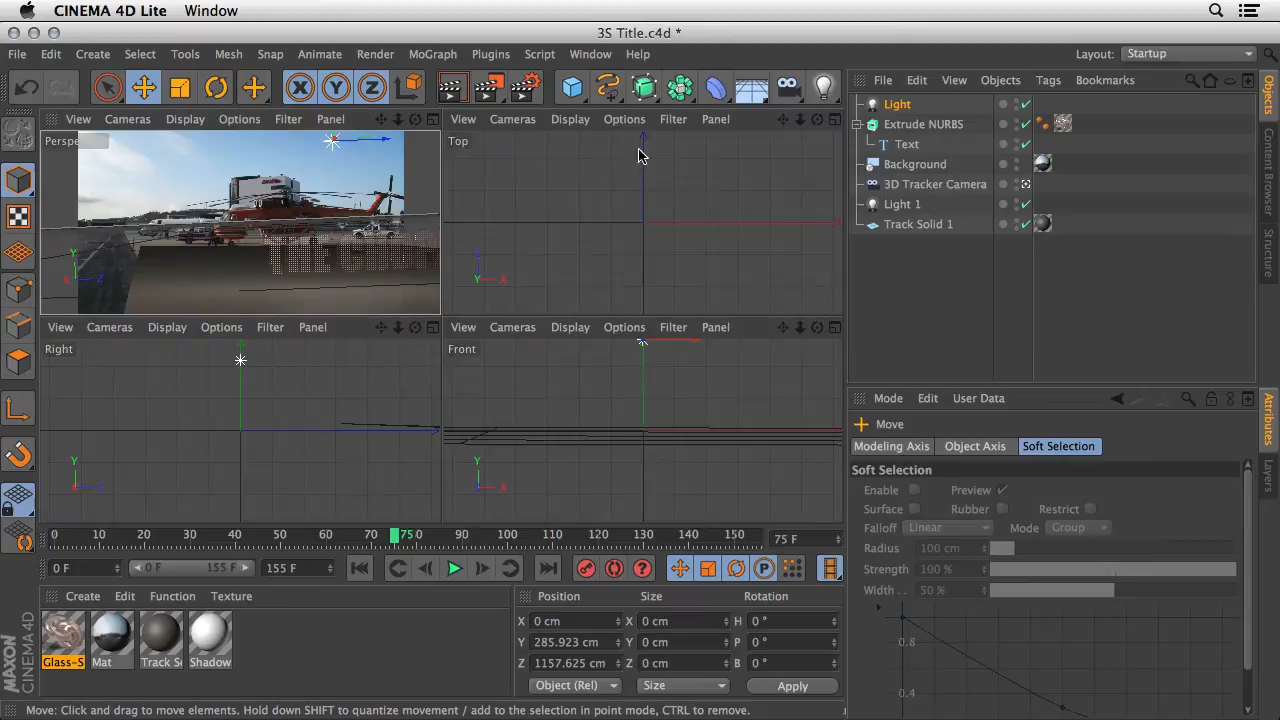 CINEMA 4D Lite Window
3S Title.c4d *
File Edit Create Select Tools Mesh Snap Animate Render MoGraph Plugins Script Window Help
Layout: Startup
File Edit View Objects Tags Bookmarks
Light
Extrude NURBS
Text
Background
3D Tracker Camera
Light 1
Track Solid 1
Objects
Content Browser
Structure
View Cameras Display Options Filter Panel
Perspe
Y
X Z
View Cameras Display Options Filter Panel
Top
Z
Y X
View Cameras Display Options Filter Panel
Right
Y
X Z
View Cameras Display Options Filter Panel
Front
Y
Z X
0 10 20 30 40 50 60 75 80 90 100 110 120 130 140 150
75 F
0 F 0 F 155 F 155 F
Create Edit Function Texture
Glass-S Mat Track So Shadow
Position Size Rotation
X 0 cm X 0 cm H 0 °
Y 285.923 cm Y 0 cm P 0 °
Z 1157.625 cm Z 0 cm B 0 °
Object (Rel) Size Apply
Mode Edit User Data
Move
Modeling Axis Object Axis Soft Selection
Soft Selection
Enable Preview
Surface Rubber Restrict
Falloff Linear Mode Group
Radius 100 cm
Strength 100 %
Width . . 50 %
0.8
0.4
Attributes
Layers
MAXON
CINEMA 4D
Move: Click and drag to move elements. Hold down SHIFT to quantize movement / add to the selection in point mode, CTRL to remove.